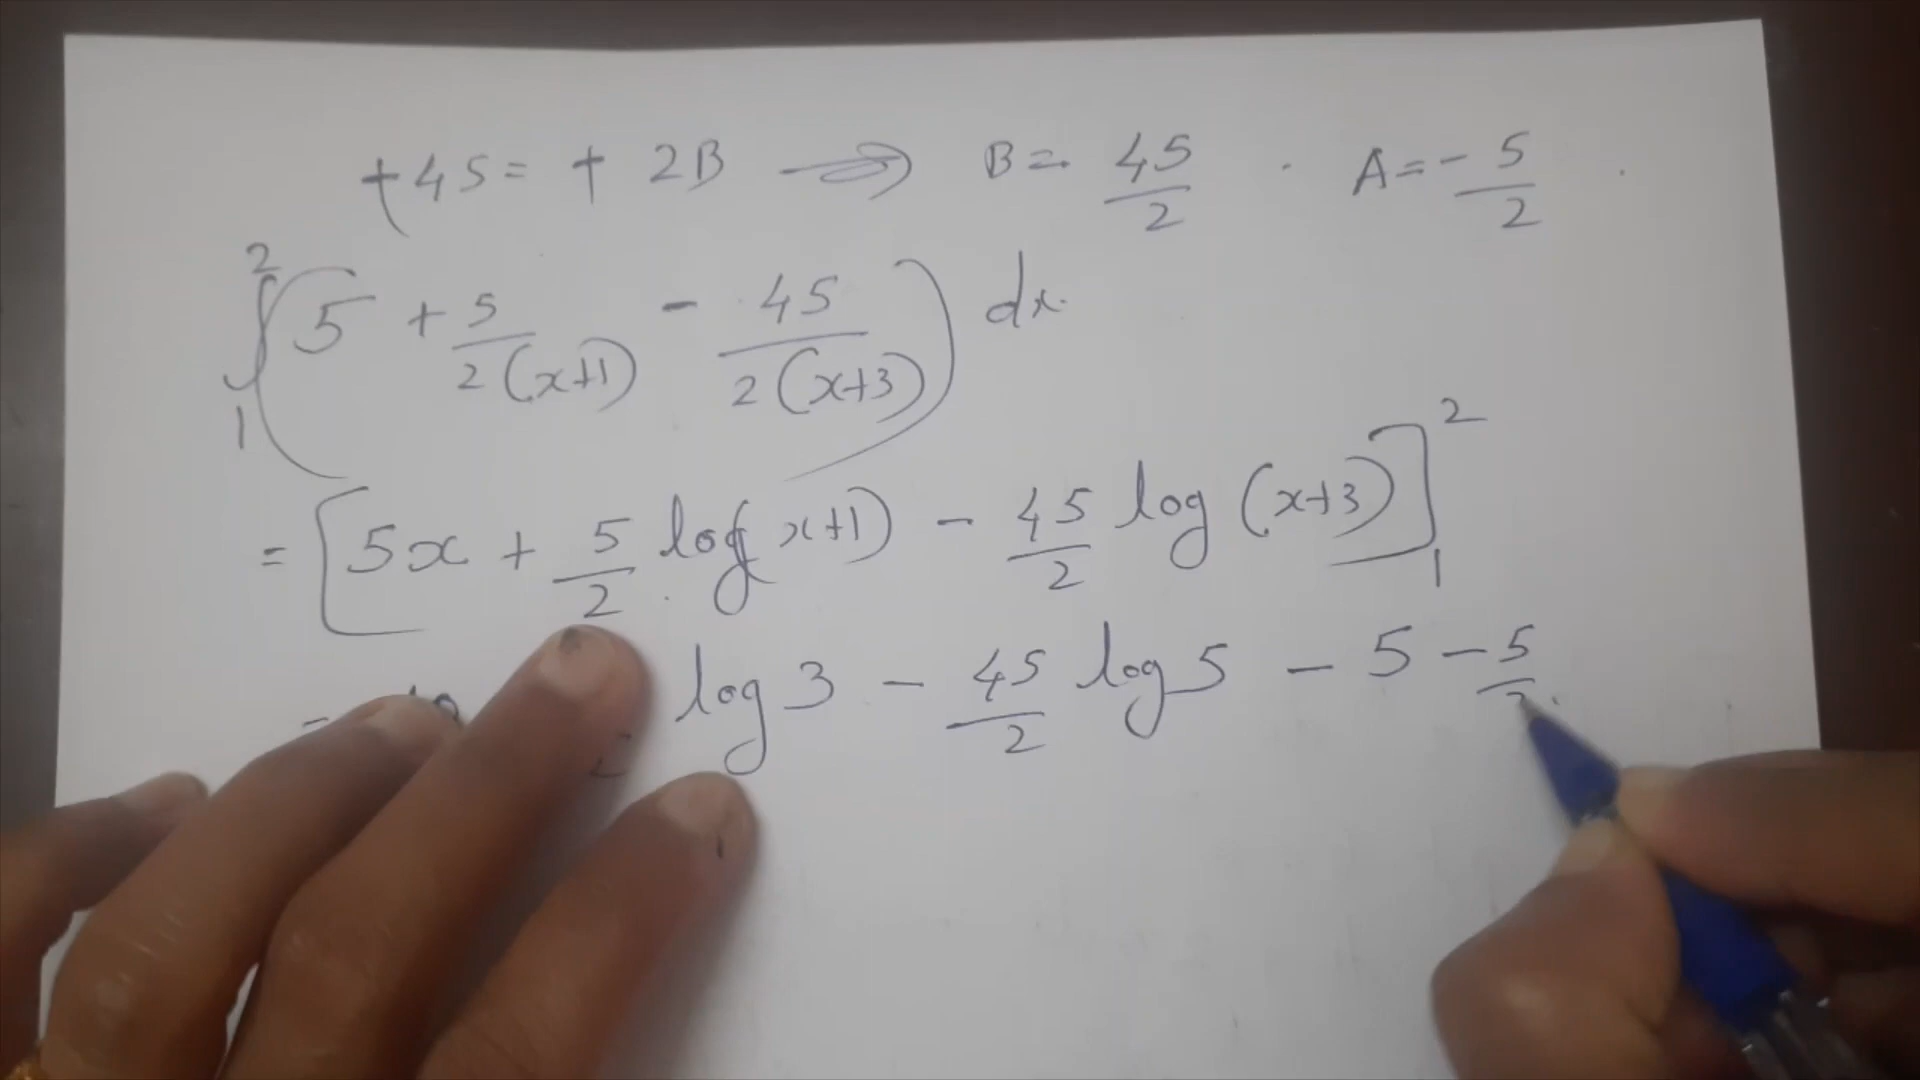 +45 = + 2B ⟹ B = 45/2 . A = - 5/2 .
∫₁² ( 5 + 5/2(x+1) - 45/2(x+3) ) dx
= [ 5x + 5/2 log(x+1) - 45/2 log (x+3) ]₁²
= log 3 - 45/2 log 5 - 5 - 5/2